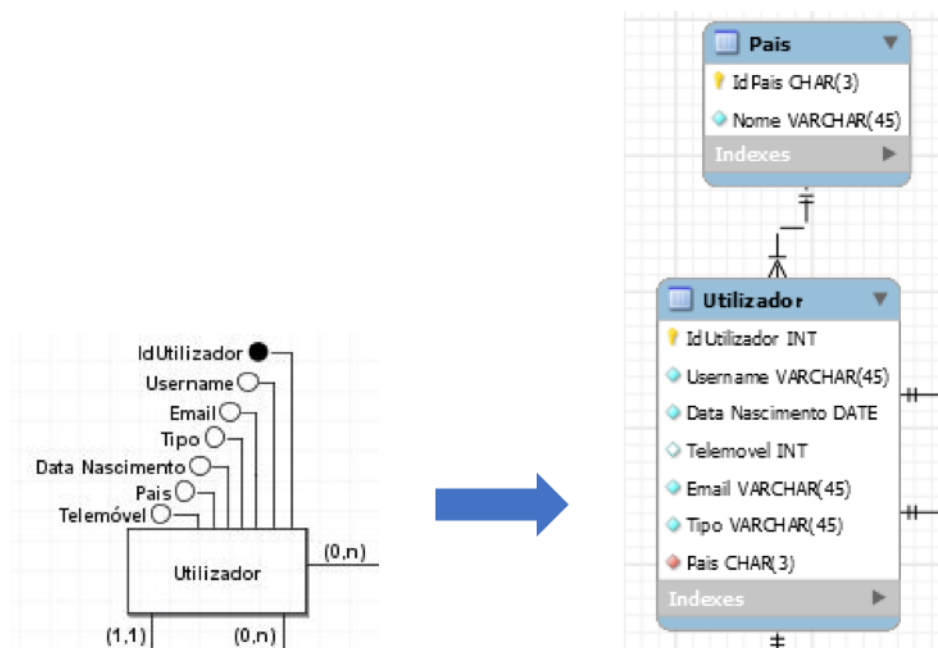 IdUtilizador
Username
Email
Tipo
Data Nascimento
Pais
Telemóvel
Utilizador
(0,n)
(1,1)
(0,n)
Pais
IdPais CHAR(3)
Nome VARCHAR(45)
Indexes
Utilizador
IdUtilizador INT
Username VARCHAR(45)
Data Nascimento DATE
Telemovel INT
Email VARCHAR(45)
Tipo VARCHAR(45)
Pais CHAR(3)
Indexes